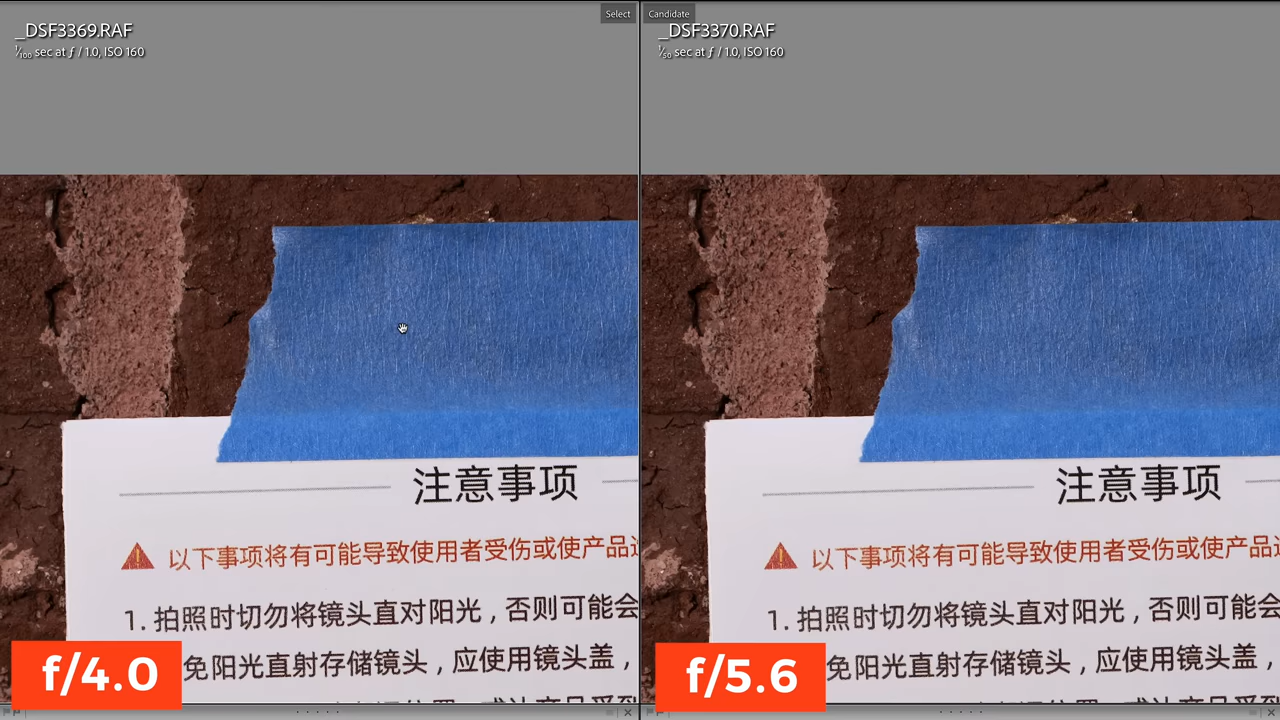 Select
Candidate
_DSF3369.RAF
1/100 sec at ƒ / 1.0, ISO 160
_DSF3370.RAF
1/50 sec at ƒ / 1.0, ISO 160
注意事项
以下事项将有可能导致使用者受伤或使产品
1. 拍照时切勿将镜头直对阳光，否则可能会
免阳光直射存储镜头，应使用镜头盖，
f/4.0
注意事项
以下事项将有可能导致使用者受伤或使产品
1. 拍照时切勿将镜头直对阳光，否则可能会
免阳光直射存储镜头，应使用镜头盖，
f/5.6